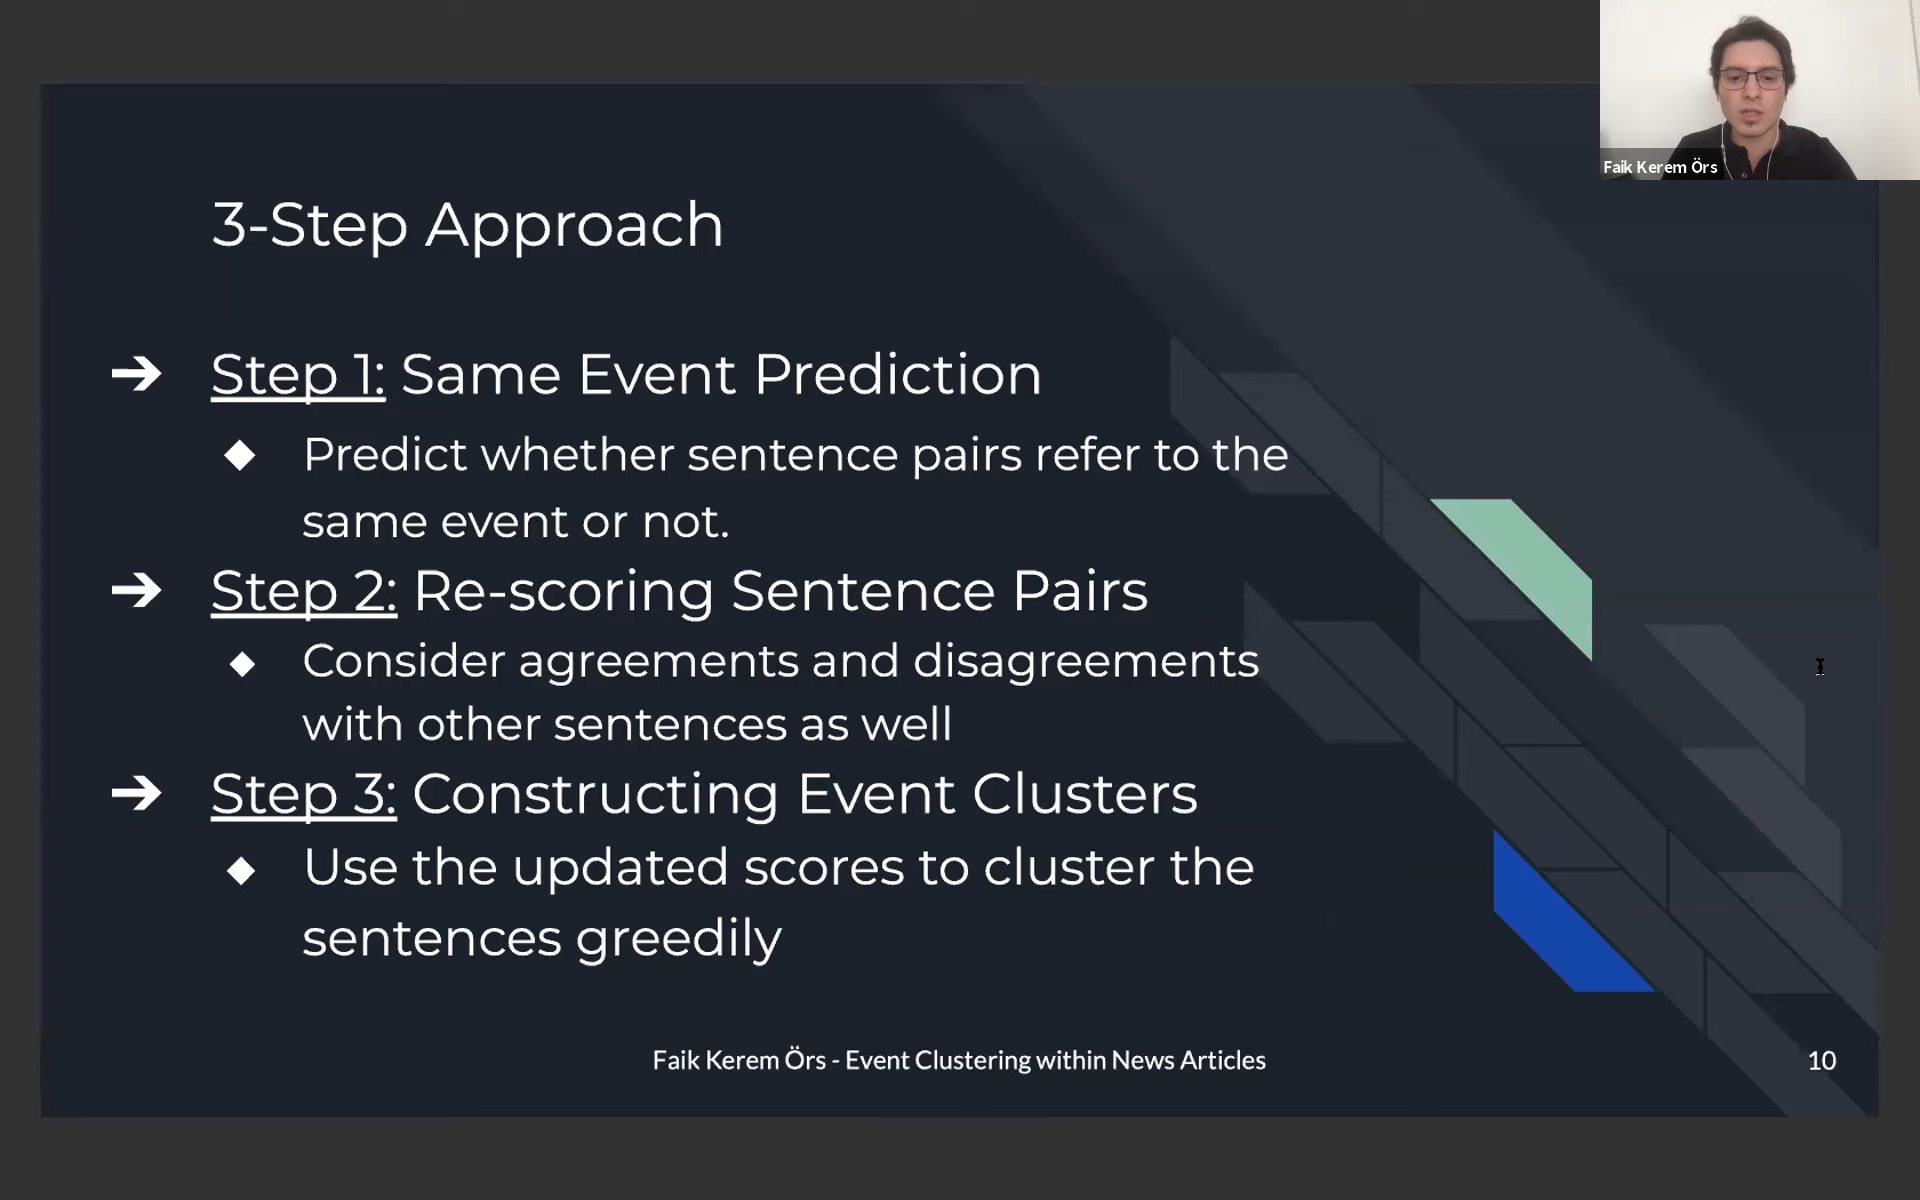 Faik Kerem Örs
3-Step Approach
➔ Step 1: Same Event Prediction
◆ Predict whether sentence pairs refer to the
same event or not.
➔ Step 2: Re-scoring Sentence Pairs
◆ Consider agreements and disagreements
with other sentences as well
➔ Step 3: Constructing Event Clusters
◆ Use the updated scores to cluster the
sentences greedily
Faik Kerem Örs - Event Clustering within News Articles
10